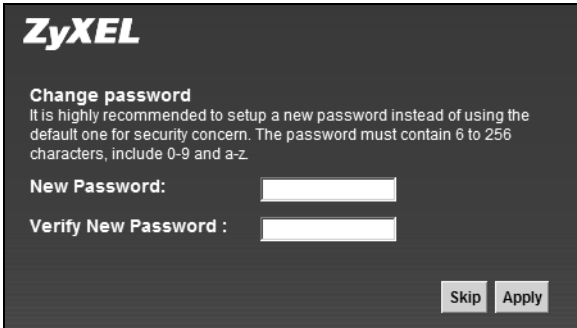 ZyXEL
Change password
It is highly recommended to setup a new password instead of using the
default one for security concern. The password must contain 6 to 256
characters, include 0-9 and a-z.
New Password:
Verify New Password :
Skip Apply